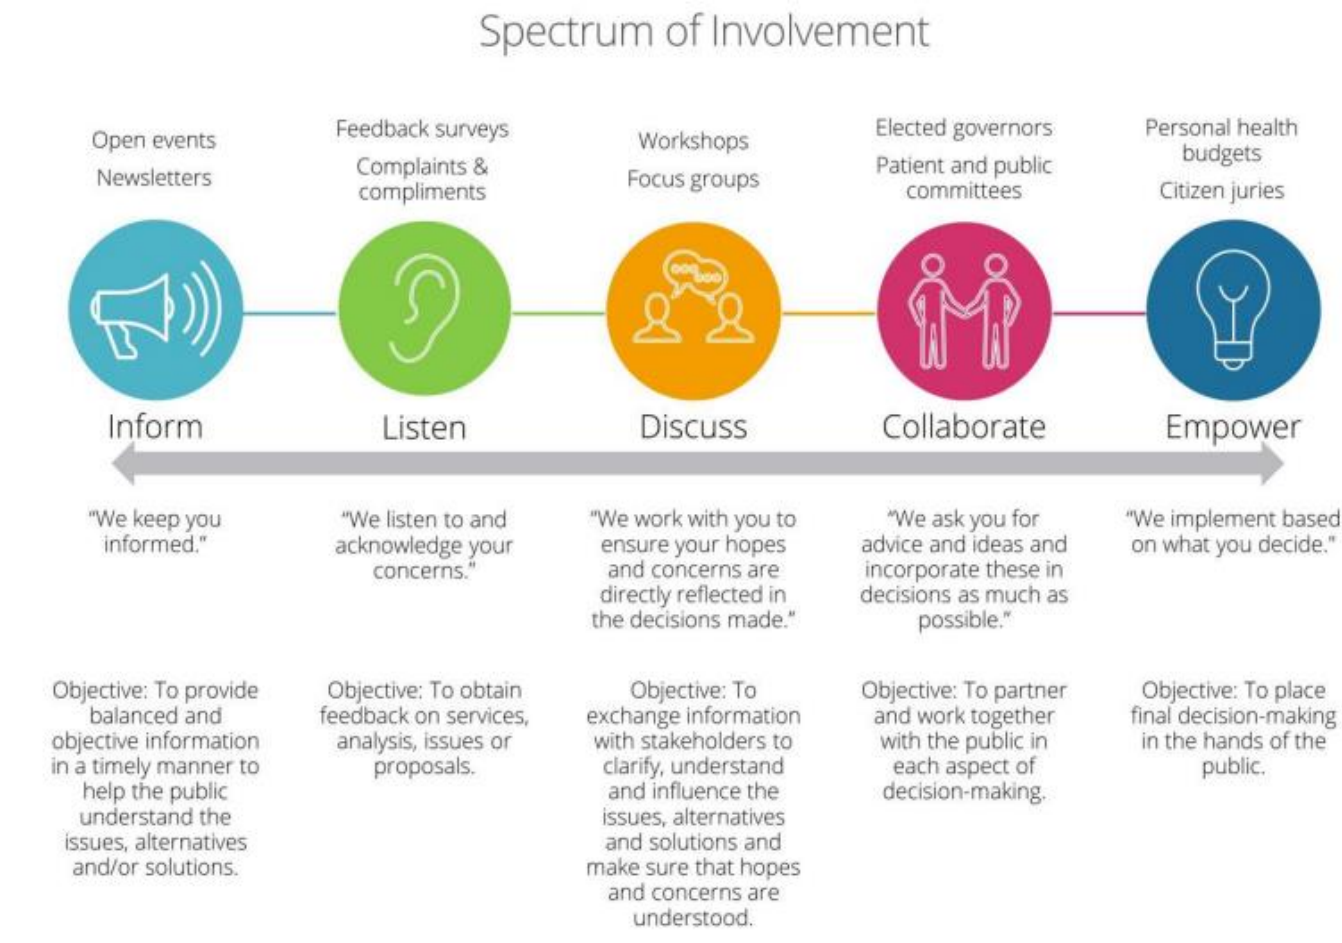 Spectrum of Involvement
Open events
Newsletters
Feedback surveys
Complaints &
compliments
Workshops
Focus groups
Elected governors
Patient and public
committees
Personal health
budgets
Citizen juries
Inform
Listen
Discuss
Collaborate
Empower
“We keep you
informed.”
“We listen to and
acknowledge your
concerns.”
“We work with you to
ensure your hopes
and concerns are
directly reflected in
the decisions made.”
“We ask you for
advice and ideas and
incorporate these in
decisions as much as
possible.”
“We implement based
on what you decide.”
Objective: To provide
balanced and
objective information
in a timely manner to
help the public
understand the
issues, alternatives
and/or solutions.
Objective: To obtain
feedback on services,
analysis, issues or
proposals.
Objective: To
exchange information
with stakeholders to
clarify, understand
and influence the
issues, alternatives
and solutions and
make sure that hopes
and concerns are
understood.
Objective: To partner
and work together
with the public in
each aspect of
decision-making.
Objective: To place
final decision-making
in the hands of the
public.